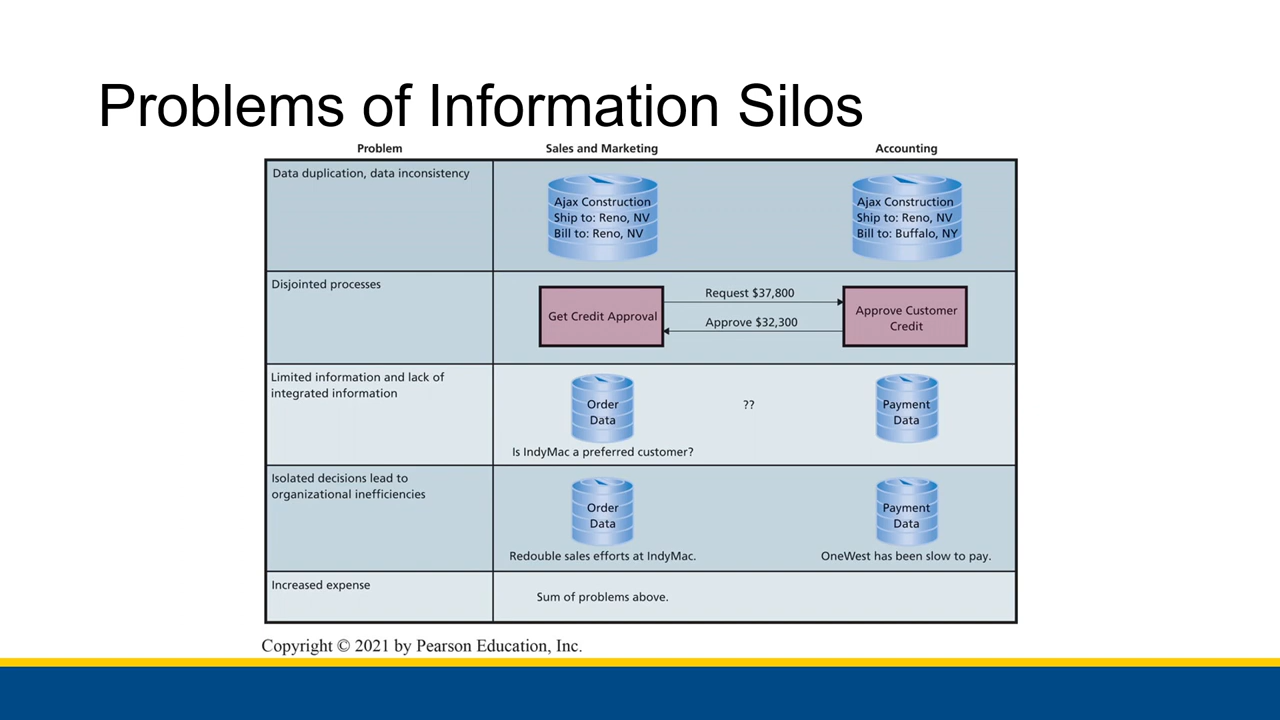 Problems of Information Silos
Problem
Sales and Marketing
Accounting
Data duplication, data inconsistency
Ajax Construction
Ship to: Reno, NV
Bill to: Reno, NV
Ajax Construction
Ship to: Reno, NV
Bill to: Buffalo, NY
Disjointed processes
Get Credit Approval
Request $37,800
Approve $32,300
Approve Customer
Credit
Limited information and lack of
integrated information
Order
Data
??
Payment
Data
Is IndyMac a preferred customer?
Isolated decisions lead to
organizational inefficiencies
Order
Data
Payment
Data
Redouble sales efforts at IndyMac.
OneWest has been slow to pay.
Increased expense
Sum of problems above.
Copyright © 2021 by Pearson Education, Inc.